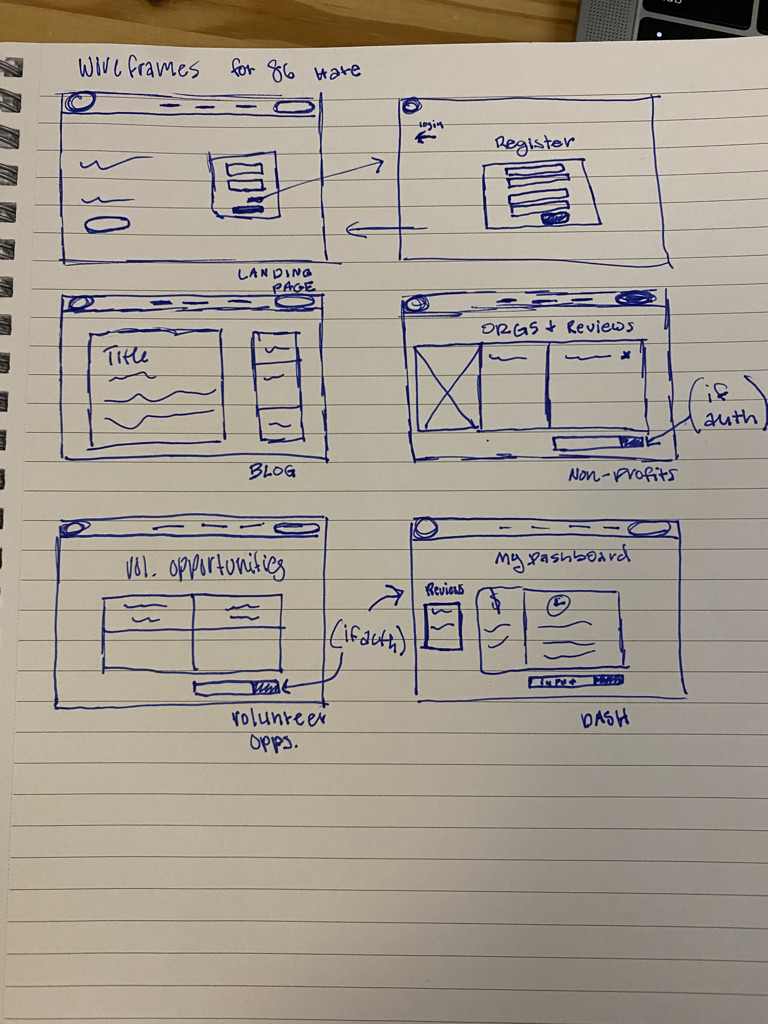 Wireframes for 86 Hate
Login
Register
LANDING
PAGE
Title
BLOG
ORGS + Reviews
(if
auth)
Non-profits
Vol. opportunities
(if auth)
Volunteer
Opps.
My Dashboard
Reviews
$
input
DASH